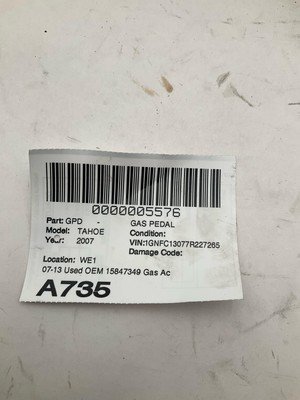 0000005576
Part: GPD - GAS PEDAL
Model: TAHOE Condition:
Year: 2007 VIN:1GNFC13077R227265
Damage Code:
Location: WE1
07-13 Used OEM 15847349 Gas Ac
A735